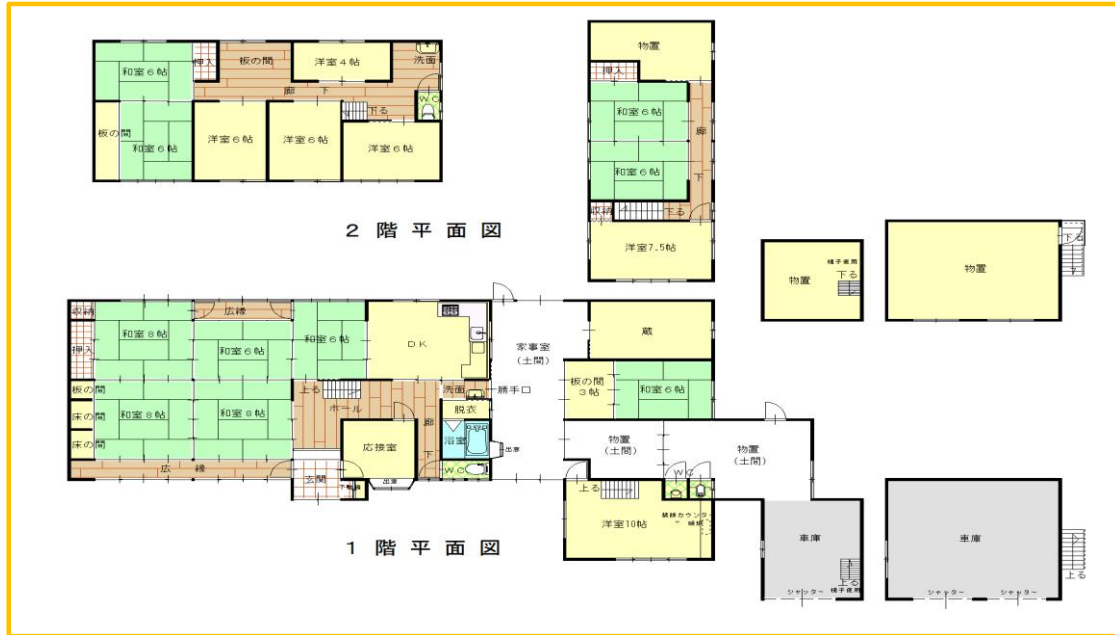 和室6帖
押入
板の間
洋室4帖
洗面
廊下
下る
WC
板の間
和室6帖
洋室6帖
洋室6帖
洋室6帖
2階平面図
物置
押入
和室6帖
廊下
和室6帖
収納
下る
洋室7.5帖
物置
梯子使用
下る
物置
下る
収納
広縁
和室8帖
押入
和室6帖
和室6帖
DK
家事室
(土間)
蔵
板の間
3帖
和室6帖
板の間
床の間
床の間
和室8帖
和室8帖
上る
ホール
廊下
洗面
勝手口
脱衣
浴室
出窓
WC
応接室
出窓
広縁
玄関
下駄箱
物置
(土間)
物置
(土間)
WC
上る
洋室10帖
車庫
上る
シャッター
梯子使用
車庫
シャッター
シャッター
上る
1階平面図